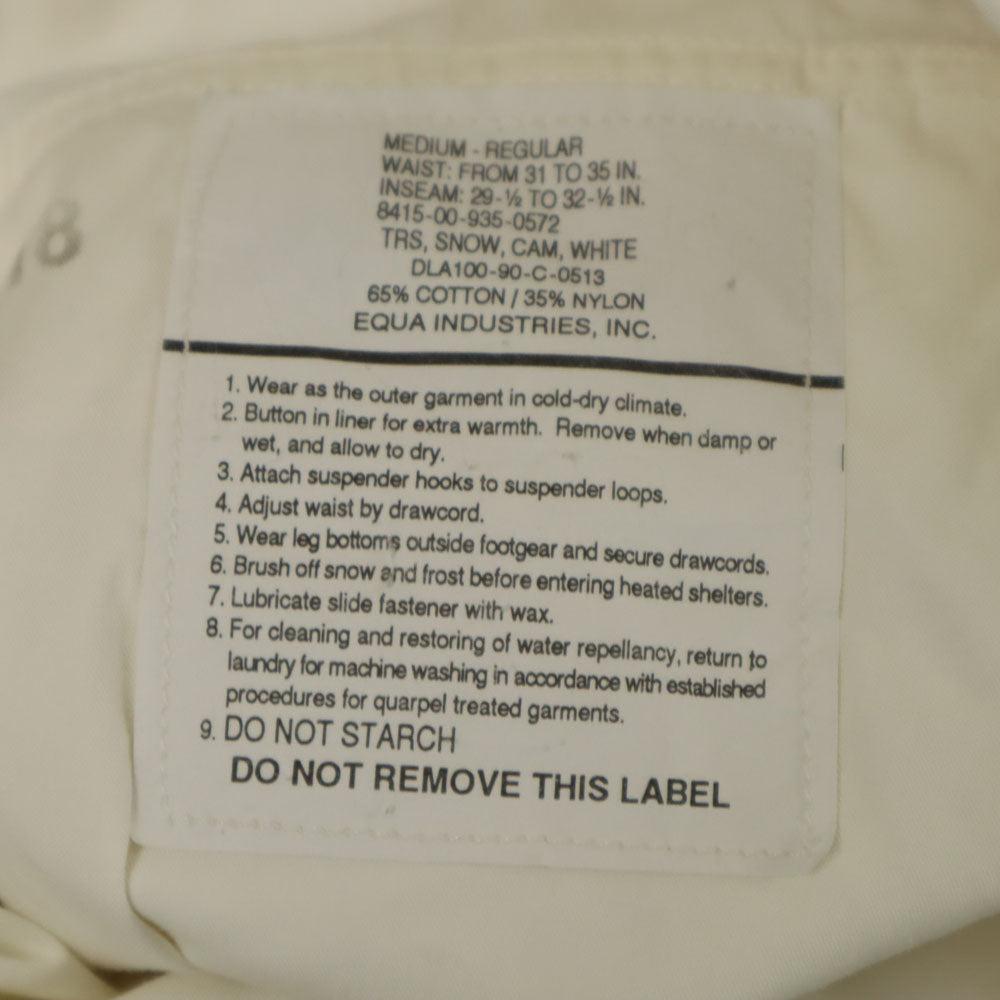 MEDIUM - REGULAR
WAIST: FROM 31 TO 35 IN.
INSEAM: 29-½ TO 32-½ IN.
8415-00-935-0572
TRS, SNOW, CAM, WHITE
DLA100-90-C-0513
65% COTTON / 35% NYLON
EQUA INDUSTRIES, INC.
1. Wear as the outer garment in cold-dry climate.
2. Button in liner for extra warmth. Remove when damp or
wet, and allow to dry.
3. Attach suspender hooks to suspender loops.
4. Adjust waist by drawcord.
5. Wear leg bottoms outside footgear and secure drawcords.
6. Brush off snow and frost before entering heated shelters.
7. Lubricate slide fastener with wax.
8. For cleaning and restoring of water repellancy, return to
laundry for machine washing in accordance with established
procedures for quarpel treated garments.
9. DO NOT STARCH
DO NOT REMOVE THIS LABEL
8